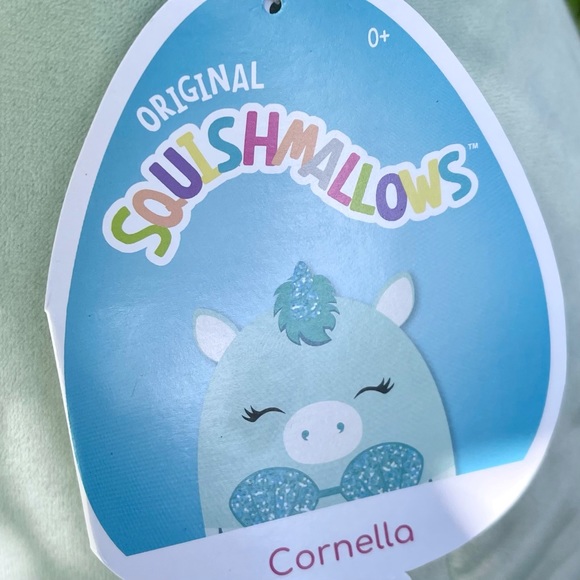 0+
ORIGINAL
SQUISHMALLOWS™
Cornella